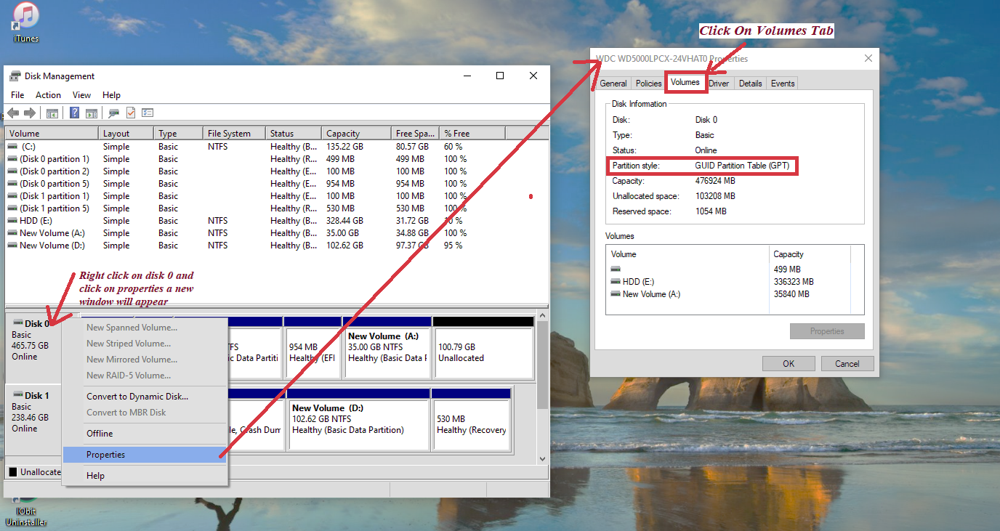 iTunes
Click On Volumes Tab
WDC WD5000LPCX-24VHAT0 Properties
Disk Management
File Action View Help
Volume Layout Type File System Status Capacity Free Spa... % Free
(C:) Simple Basic NTFS Healthy (B... 135.22 GB 80.57 GB 60 %
(Disk 0 partition 1) Simple Basic Healthy (R... 499 MB 499 MB 100 %
(Disk 0 partition 2) Simple Basic Healthy (E... 100 MB 100 MB 100 %
(Disk 0 partition 5) Simple Basic Healthy (E... 954 MB 954 MB 100 %
(Disk 1 partition 1) Simple Basic Healthy (E... 100 MB 100 MB 100 %
(Disk 1 partition 5) Simple Basic Healthy (R... 530 MB 530 MB 100 %
HDD (E:) Simple Basic NTFS Healthy (B... 328.44 GB 31.72 GB 10 %
New Volume (A:) Simple Basic NTFS Healthy (B... 35.00 GB 34.88 GB 100 %
New Volume (D:) Simple Basic NTFS Healthy (B... 102.62 GB 97.37 GB 95 %
Right click on disk 0 and
click on properties a new
window will appear
Disk 0
Basic
465.75 GB
Online
New Spanned Volume...
New Striped Volume...
New Mirrored Volume...
New RAID-5 Volume...
Convert to Dynamic Disk...
Convert to MBR Disk
Offline
Properties
Help
TFS
ic Data Partiti
954 MB
Healthy (EFI
New Volume (A:)
35.00 GB NTFS
Healthy (Basic Data F
100.79 GB
Unallocated
Disk 1
Basic
238.46 GB
Online
le, Crash Dum
New Volume (D:)
102.62 GB NTFS
Healthy (Basic Data Partition)
530 MB
Healthy (Recovery
Unallocate
General Policies Volumes Driver Details Events
Disk Information
Disk: Disk 0
Type: Basic
Status: Online
Partition style: GUID Partition Table (GPT)
Capacity: 476924 MB
Unallocated space: 103208 MB
Reserved space: 1054 MB
Volumes
Volume Capacity
499 MB
HDD (E:) 336323 MB
New Volume (A:) 35840 MB
Properties
OK Cancel
IObit
Uninstaller